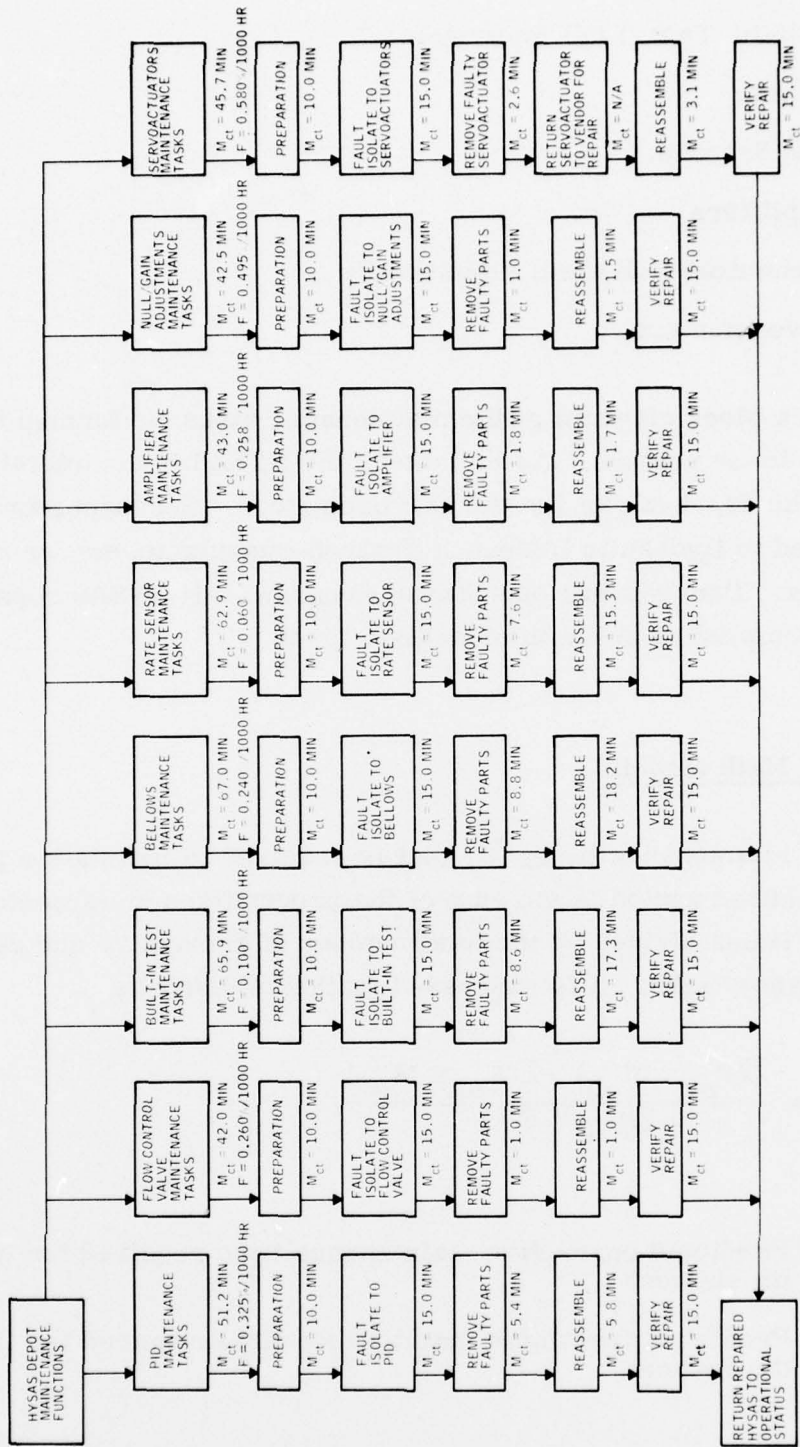 HYSAS DEPOT
MAINTENANCE
FUNCTIONS
PID
MAINTENANCE
TASKS
Mct = 51.2 MIN
F = 0.325%/1000 HR
PREPARATION
Mct = 10.0 MIN
FAULT
ISOLATE TO
PID
Mct = 15.0 MIN
REMOVE
FAULTY PARTS
Mct = 5.4 MIN
REASSEMBLE
Mct = 5.8 MIN
VERIFY
REPAIR
Mct = 15.0 MIN
FLOW CONTROL
VALVE
MAINTENANCE
TASKS
Mct = 42.0 MIN
F = 0.260 /1000 HR
PREPARATION
Mct = 10.0 MIN
FAULT
ISOLATE TO
FLOW CONTROL
VALVE
Mct = 15.0 MIN
REMOVE
FAULTY PARTS
Mct = 1.0 MIN
REASSEMBLE
Mct = 1.0 MIN
VERIFY
REPAIR
Mct = 15.0 MIN
BUILT-IN TEST
MAINTENANCE
TASKS
Mct = 65.9 MIN
F = 0.100 /1000 HR
PREPARATION
Mct = 10.0 MIN
FAULT
ISOLATE TO
BUILT-IN TEST
Mct = 15.0 MIN
REMOVE
FAULTY PARTS
Mct = 8.6 MIN
REASSEMBLE
Mct = 17.3 MIN
VERIFY
REPAIR
Mct = 15.0 MIN
BELLOWS
MAINTENANCE
TASKS
Mct = 67.0 MIN
F = 0.240 /1000 HR
PREPARATION
Mct = 10.0 MIN
FAULT
ISOLATE TO
BELLOWS
Mct = 15.0 MIN
REMOVE
FAULTY PARTS
Mct = 8.8 MIN
REASSEMBLE
Mct = 18.2 MIN
VERIFY
REPAIR
Mct = 15.0 MIN
RATE SENSOR
MAINTENANCE
TASKS
Mct = 62.9 MIN
F = 0.060 1000 HR
PREPARATION
Mct = 10.0 MIN
FAULT
ISOLATE TO
RATE SENSOR
Mct = 15.0 MIN
REMOVE
FAULTY PARTS
Mct = 7.6 MIN
REASSEMBLE
Mct = 15.3 MIN
VERIFY
REPAIR
Mct = 15.0 MIN
AMPLIFIER
MAINTENANCE
TASKS
Mct = 43.0 MIN
F = 0.258 /1000 HR
PREPARATION
Mct = 10.0 MIN
FAULT
ISOLATE TO
AMPLIFIER
Mct = 15.0 MIN
REMOVE
FAULTY PARTS
Mct = 1.8 MIN
REASSEMBLE
Mct = 1.7 MIN
VERIFY
REPAIR
Mct = 15.0 MIN
NULL/GAIN
ADJUSTMENTS
MAINTENANCE
TASKS
Mct = 42.5 MIN
F = 0.495 /1000 HR
PREPARATION
Mct = 10.0 MIN
FAULT
ISOLATE TO
NULL/GAIN
ADJUSTMENTS
Mct = 15.0 MIN
REMOVE
FAULTY PARTS
Mct = 1.0 MIN
REASSEMBLE
Mct = 1.5 MIN
VERIFY
REPAIR
Mct = 15.0 MIN
SERVOACTUATORS
MAINTENANCE
TASKS
Mct = 45.7 MIN
F = 0.580 /1000 HR
PREPARATION
Mct = 10.0 MIN
FAULT
ISOLATE TO
SERVOACTUATORS
Mct = 15.0 MIN
REMOVE FAULTY
SERVOACTUATOR
Mct = 2.6 MIN
RETURN
SERVOACTUATOR
TO VENDOR FOR
REPAIR
Mct = N/A
REASSEMBLE
Mct = 3.1 MIN
VERIFY
REPAIR
Mct = 15.0 MIN
RETURN REPAIRED
HYSAS TO
OPERATIONAL
STATUS